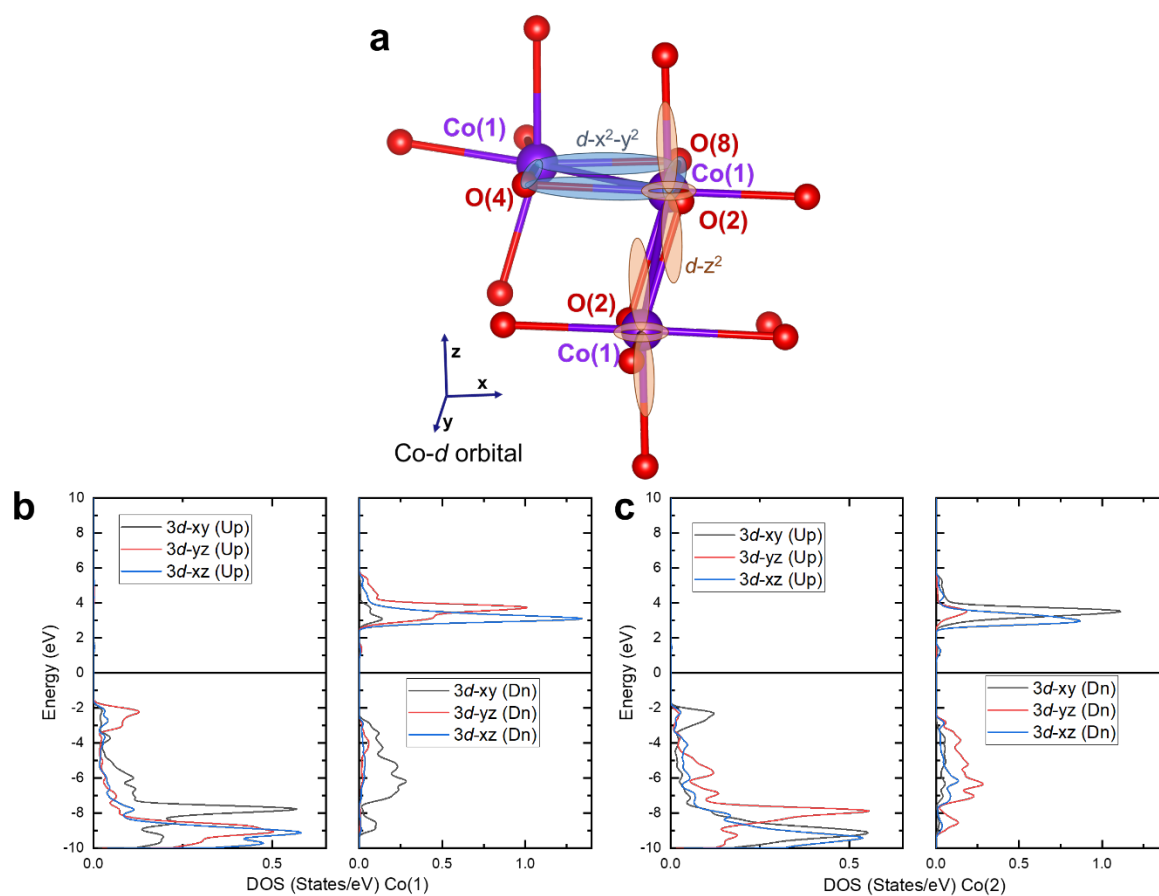 a
Co(1)
d-x²-y²
O(8)
Co(1)
O(4)
O(2)
d-z²
O(2)
Co(1)
z
x
y
Co-d orbital
b
10
8
6
4
2
0
-2
-4
-6
-8
-10
Energy (eV)
3d-xy (Up)
3d-yz (Up)
3d-xz (Up)
3d-xy (Dn)
3d-yz (Dn)
3d-xz (Dn)
0.0 0.5 0.0 0.5 1.0
DOS (States/eV) Co(1)
c
10
8
6
4
2
0
-2
-4
-6
-8
-10
Energy (eV)
3d-xy (Up)
3d-yz (Up)
3d-xz (Up)
3d-xy (Dn)
3d-yz (Dn)
3d-xz (Dn)
0.0 0.5 0.0 0.5 1.0
DOS (States/eV) Co(2)